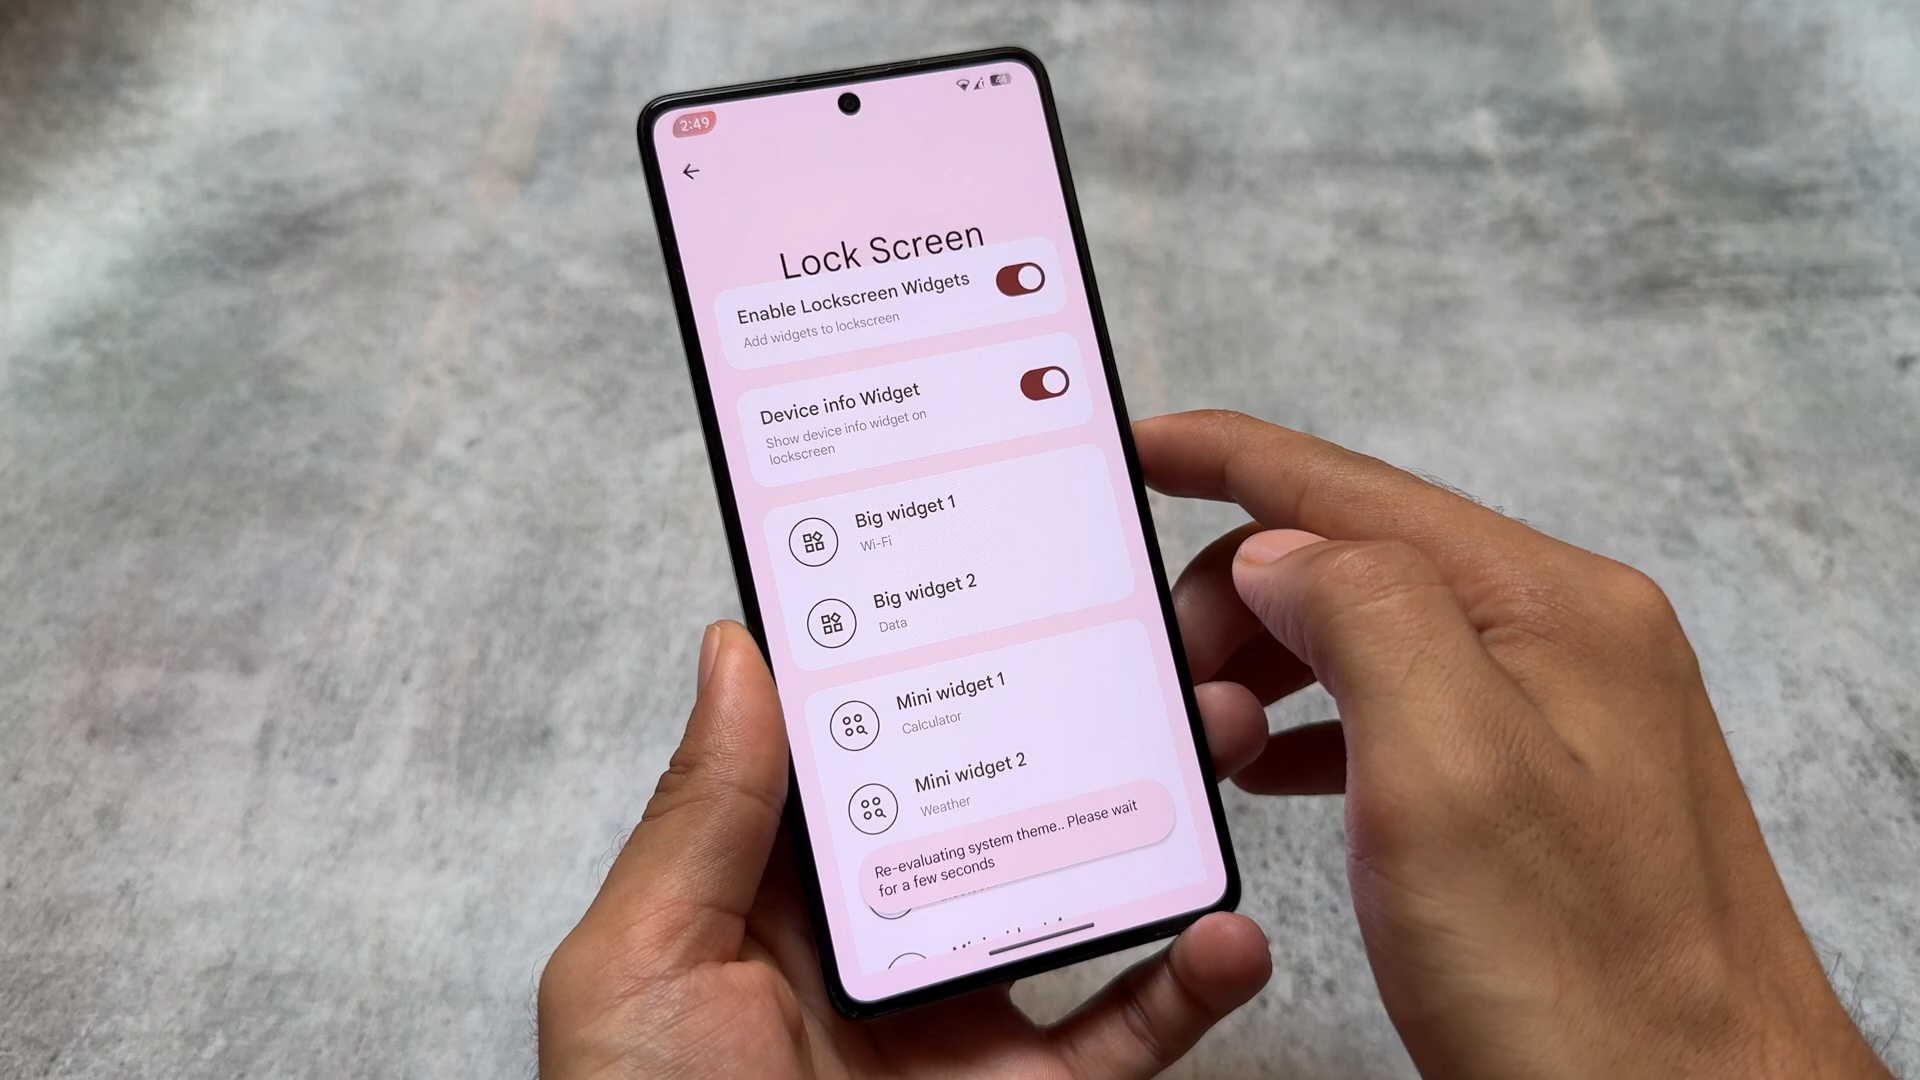 2:49
44
Lock Screen
Enable Lockscreen Widgets
Add widgets to lockscreen
Device info Widget
Show device info widget on
lockscreen
Big widget 1
Wi-Fi
Big widget 2
Data
Mini widget 1
Calculator
Mini widget 2
Weather
Re-evaluating system theme.. Please wait
for a few seconds